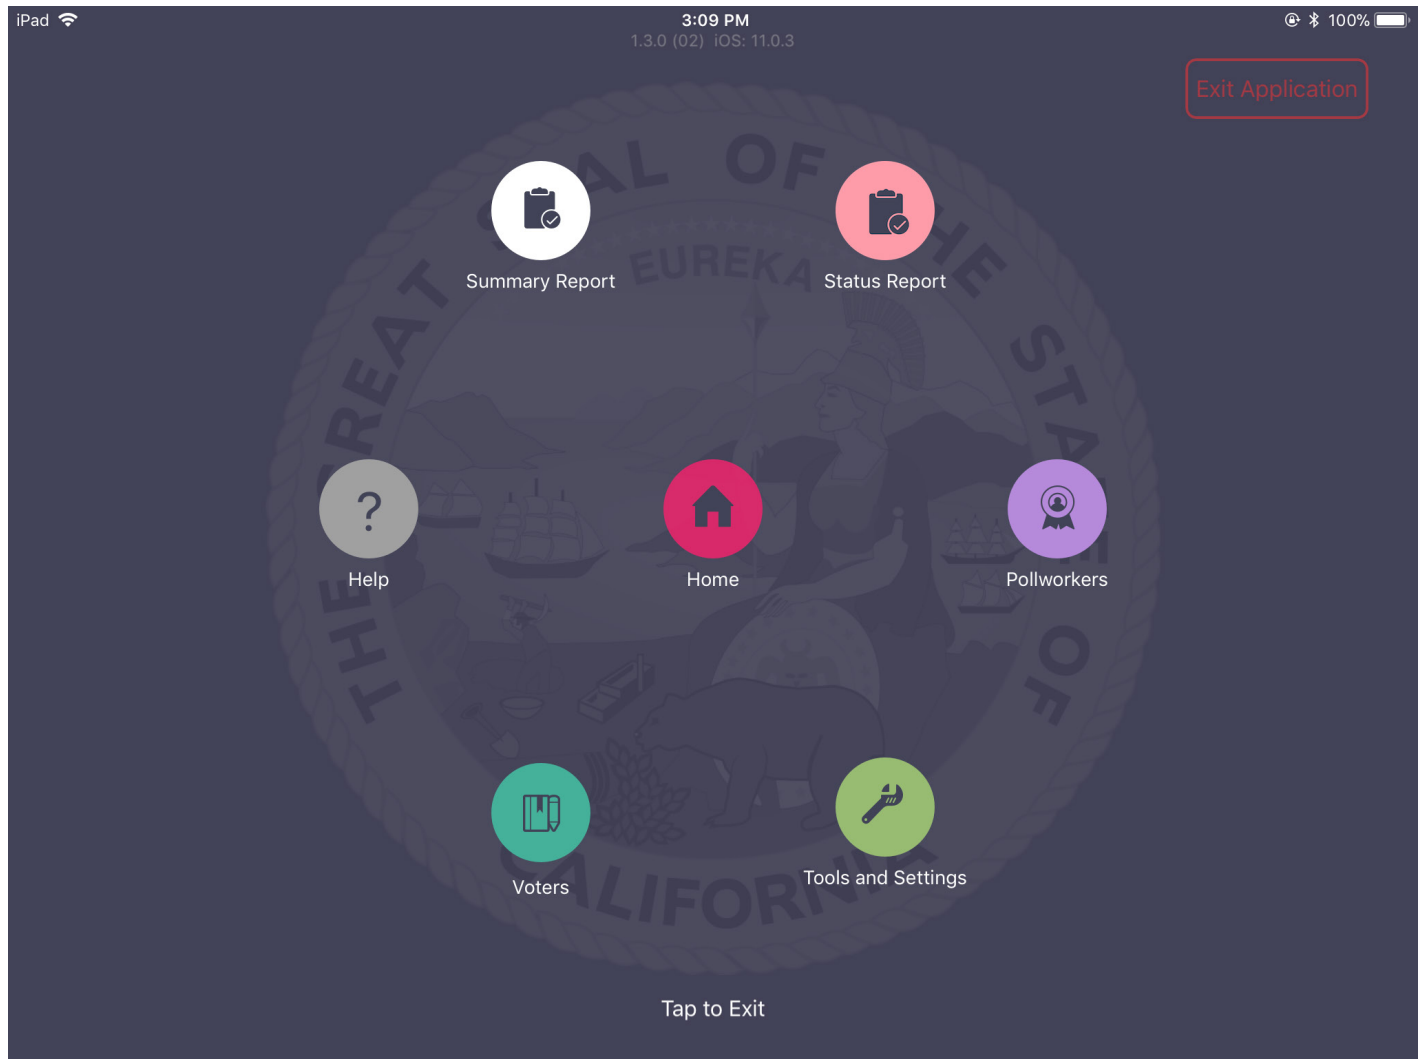 iPad 3:09 PM 100%
1.3.0 (02) iOS: 11.0.3
Exit Application
THE GREAT SEAL OF THE STATE OF CALIFORNIA
EUREKA
Summary Report Status Report
?
Help Home Pollworkers
Voters Tools and Settings
Tap to Exit